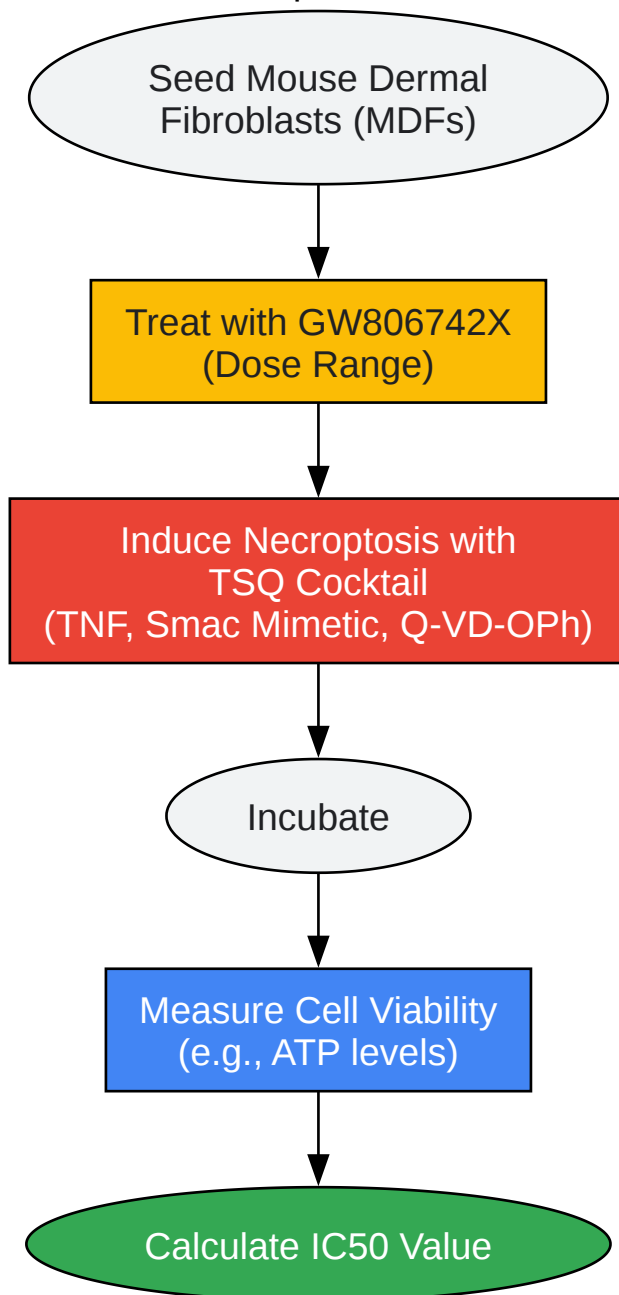 Seed Mouse Dermal
Fibroblasts (MDFs)
Treat with GW806742X
(Dose Range)
Induce Necroptosis with
TSQ Cocktail
(TNF, Smac Mimetic, Q-VD-OPh)
Incubate
Measure Cell Viability
(e.g., ATP levels)
Calculate IC50 Value